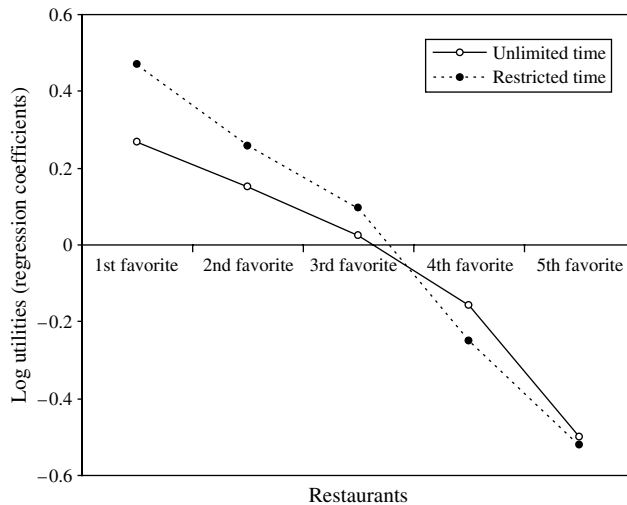 Log utilities (regression coefficients)
0.6
0.4
0.2
0
−0.2
−0.4
−0.6
Unlimited time
Restricted time
1st favorite 2nd favorite 3rd favorite 4th favorite 5th favorite
Restaurants